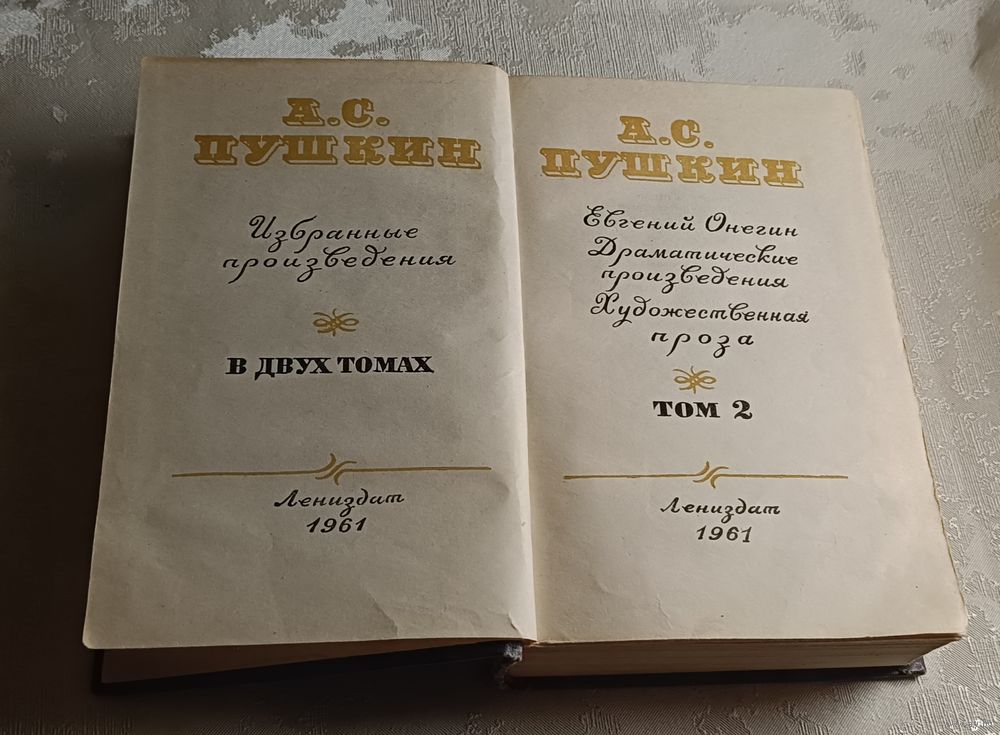 А.С.
ПУШКИН
Избранные
произведения
В ДВУХ ТОМАХ
Лениздат
1961
А.С.
ПУШКИН
Евгений Онегин
Драматические
произведения
Художественная
проза
ТОМ 2
Лениздат
1961